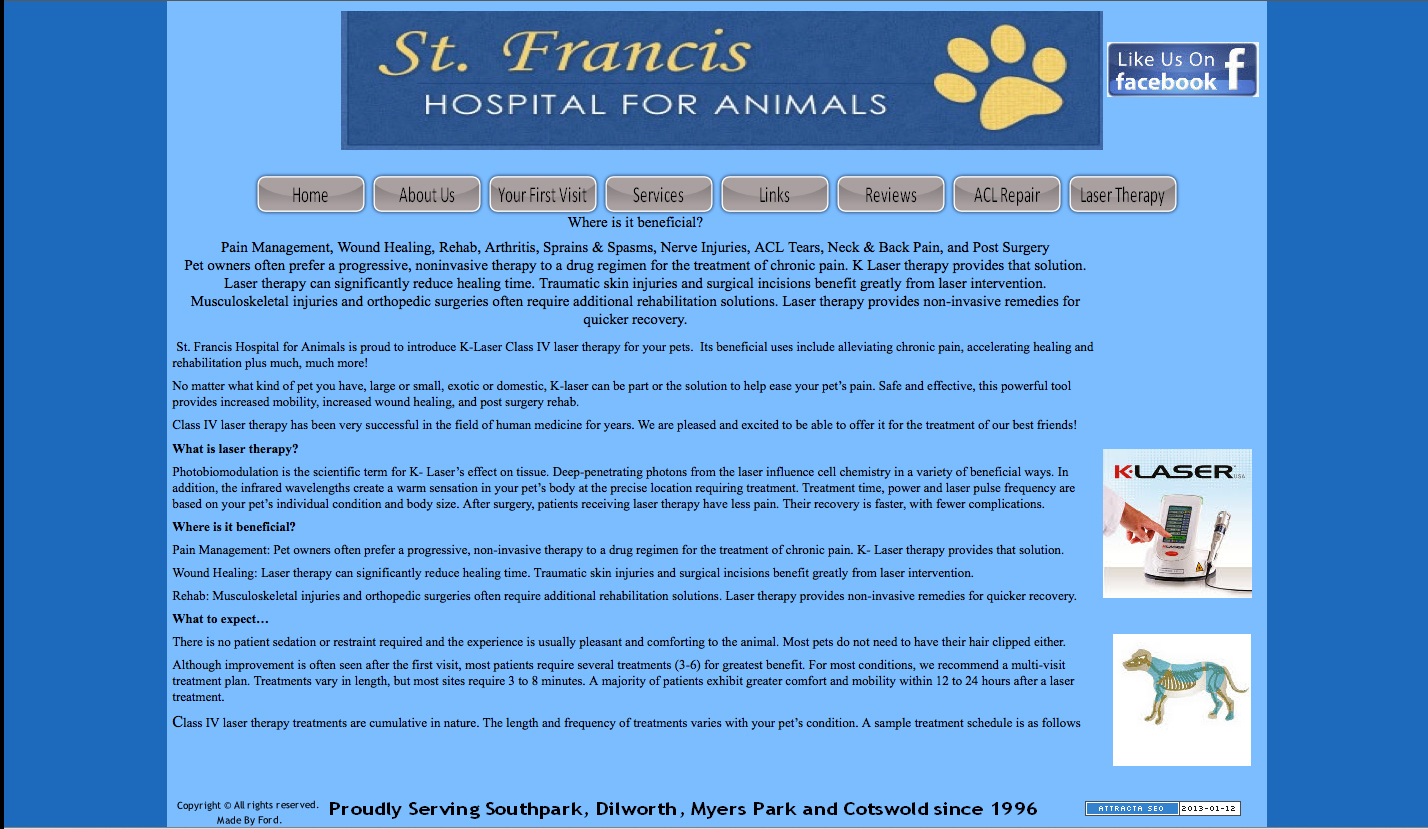 St. Francis
HOSPITAL FOR ANIMALS
Like Us On
facebook f
Home
About Us
Your First Visit
Services
Links
Reviews
ACL Repair
Laser Therapy
Where is it beneficial?
Pain Management, Wound Healing, Rehab, Arthritis, Sprains & Spasms, Nerve Injuries, ACL Tears, Neck & Back Pain, and Post Surgery
Pet owners often prefer a progressive, noninvasive therapy to a drug regimen for the treatment of chronic pain. K Laser therapy provides that solution.
Laser therapy can significantly reduce healing time. Traumatic skin injuries and surgical incisions benefit greatly from laser intervention.
Musculoskeletal injuries and orthopedic surgeries often require additional rehabilitation solutions. Laser therapy provides non-invasive remedies for
quicker recovery.
St. Francis Hospital for Animals is proud to introduce K-Laser Class IV laser therapy for your pets. Its beneficial uses include alleviating chronic pain, accelerating healing and
rehabilitation plus much, much more!
No matter what kind of pet you have, large or small, exotic or domestic, K-laser can be part or the solution to help ease your pet's pain. Safe and effective, this powerful tool
provides increased mobility, increased wound healing, and post surgery rehab.
Class IV laser therapy has been very successful in the field of human medicine for years. We are pleased and excited to be able to offer it for the treatment of our best friends!
What is laser therapy?
Photobiomodulation is the scientific term for K- Laser's effect on tissue. Deep-penetrating photons from the laser influence cell chemistry in a variety of beneficial ways. In
addition, the infrared wavelengths create a warm sensation in your pet's body at the precise location requiring treatment. Treatment time, power and laser pulse frequency are
based on your pet's individual condition and body size. After surgery, patients receiving laser therapy have less pain. Their recovery is faster, with fewer complications.
Where is it beneficial?
Pain Management: Pet owners often prefer a progressive, non-invasive therapy to a drug regimen for the treatment of chronic pain. K- Laser therapy provides that solution.
Wound Healing: Laser therapy can significantly reduce healing time. Traumatic skin injuries and surgical incisions benefit greatly from laser intervention.
Rehab: Musculoskeletal injuries and orthopedic surgeries often require additional rehabilitation solutions. Laser therapy provides non-invasive remedies for quicker recovery.
What to expect…
There is no patient sedation or restraint required and the experience is usually pleasant and comforting to the animal. Most pets do not need to have their hair clipped either.
Although improvement is often seen after the first visit, most patients require several treatments (3-6) for greatest benefit. For most conditions, we recommend a multi-visit
treatment plan. Treatments vary in length, but most sites require 3 to 8 minutes. A majority of patients exhibit greater comfort and mobility within 12 to 24 hours after a laser
treatment.
Class IV laser therapy treatments are cumulative in nature. The length and frequency of treatments varies with your pet's condition. A sample treatment schedule is as follows
K-LASER USA
Copyright © All rights reserved.
Made By Ford.
Proudly Serving Southpark, Dilworth, Myers Park and Cotswold since 1996
ATTRACTA SEO 2013-01-12